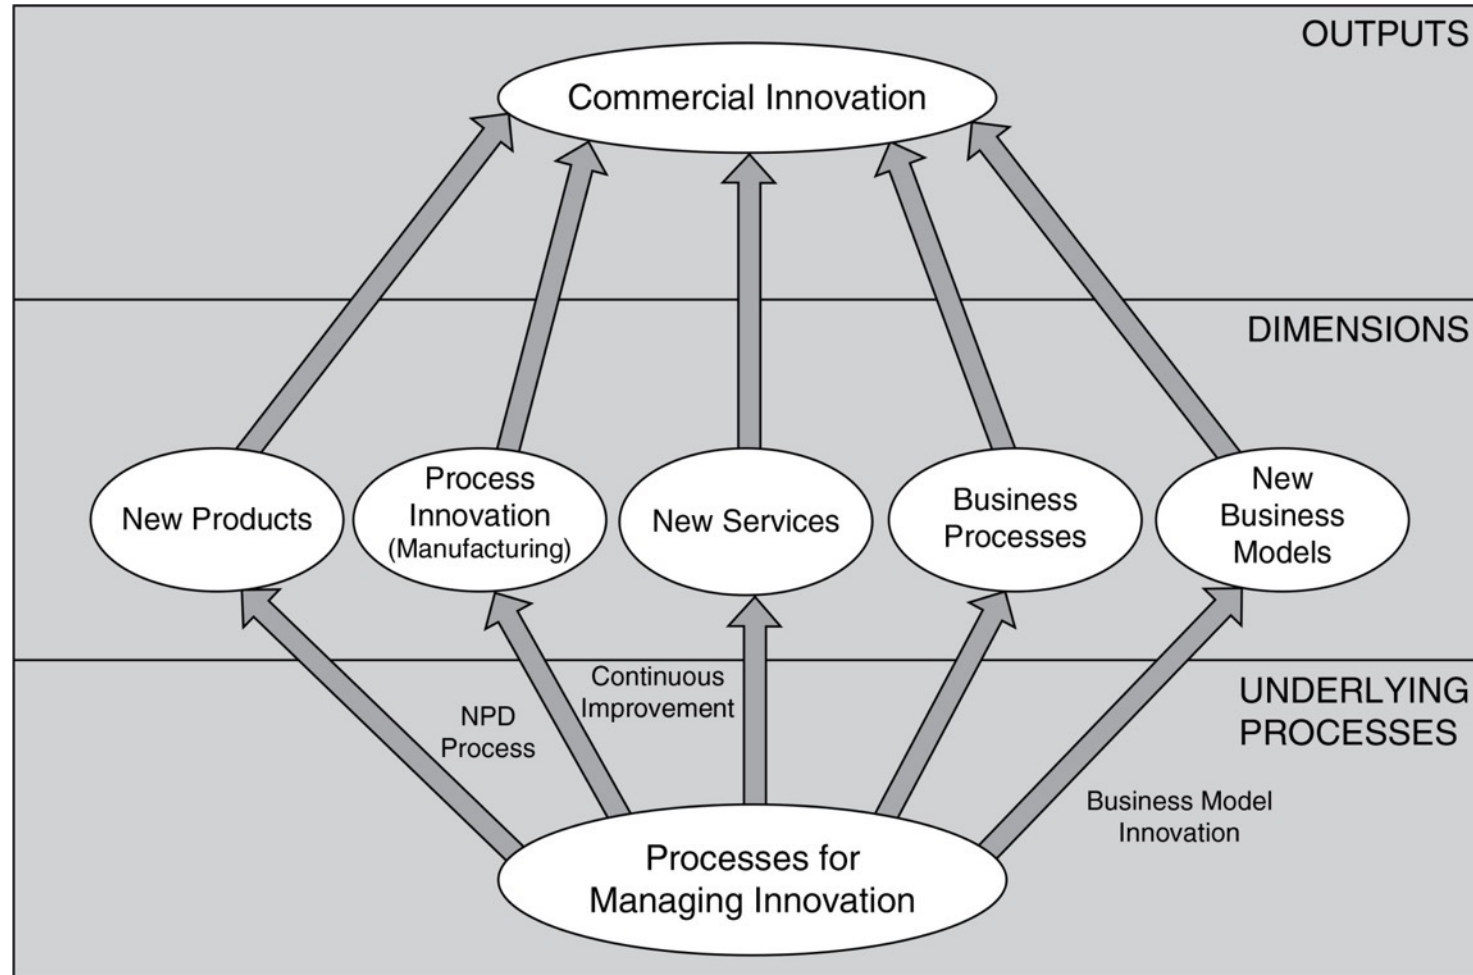 OUTPUTS
Commercial Innovation
DIMENSIONS
New Products
Process
Innovation
(Manufacturing)
New Services
Business
Processes
New
Business
Models
UNDERLYING
PROCESSES
NPD
Process
Continuous
Improvement
Business Model
Innovation
Processes for
Managing Innovation